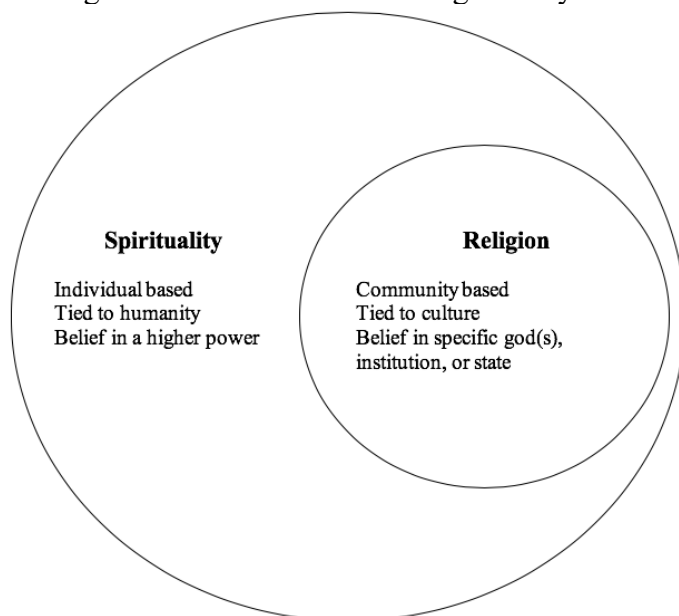 Spirituality
Individual based
Tied to humanity
Belief in a higher power
Religion
Community based
Tied to culture
Belief in specific god(s),
institution, or state